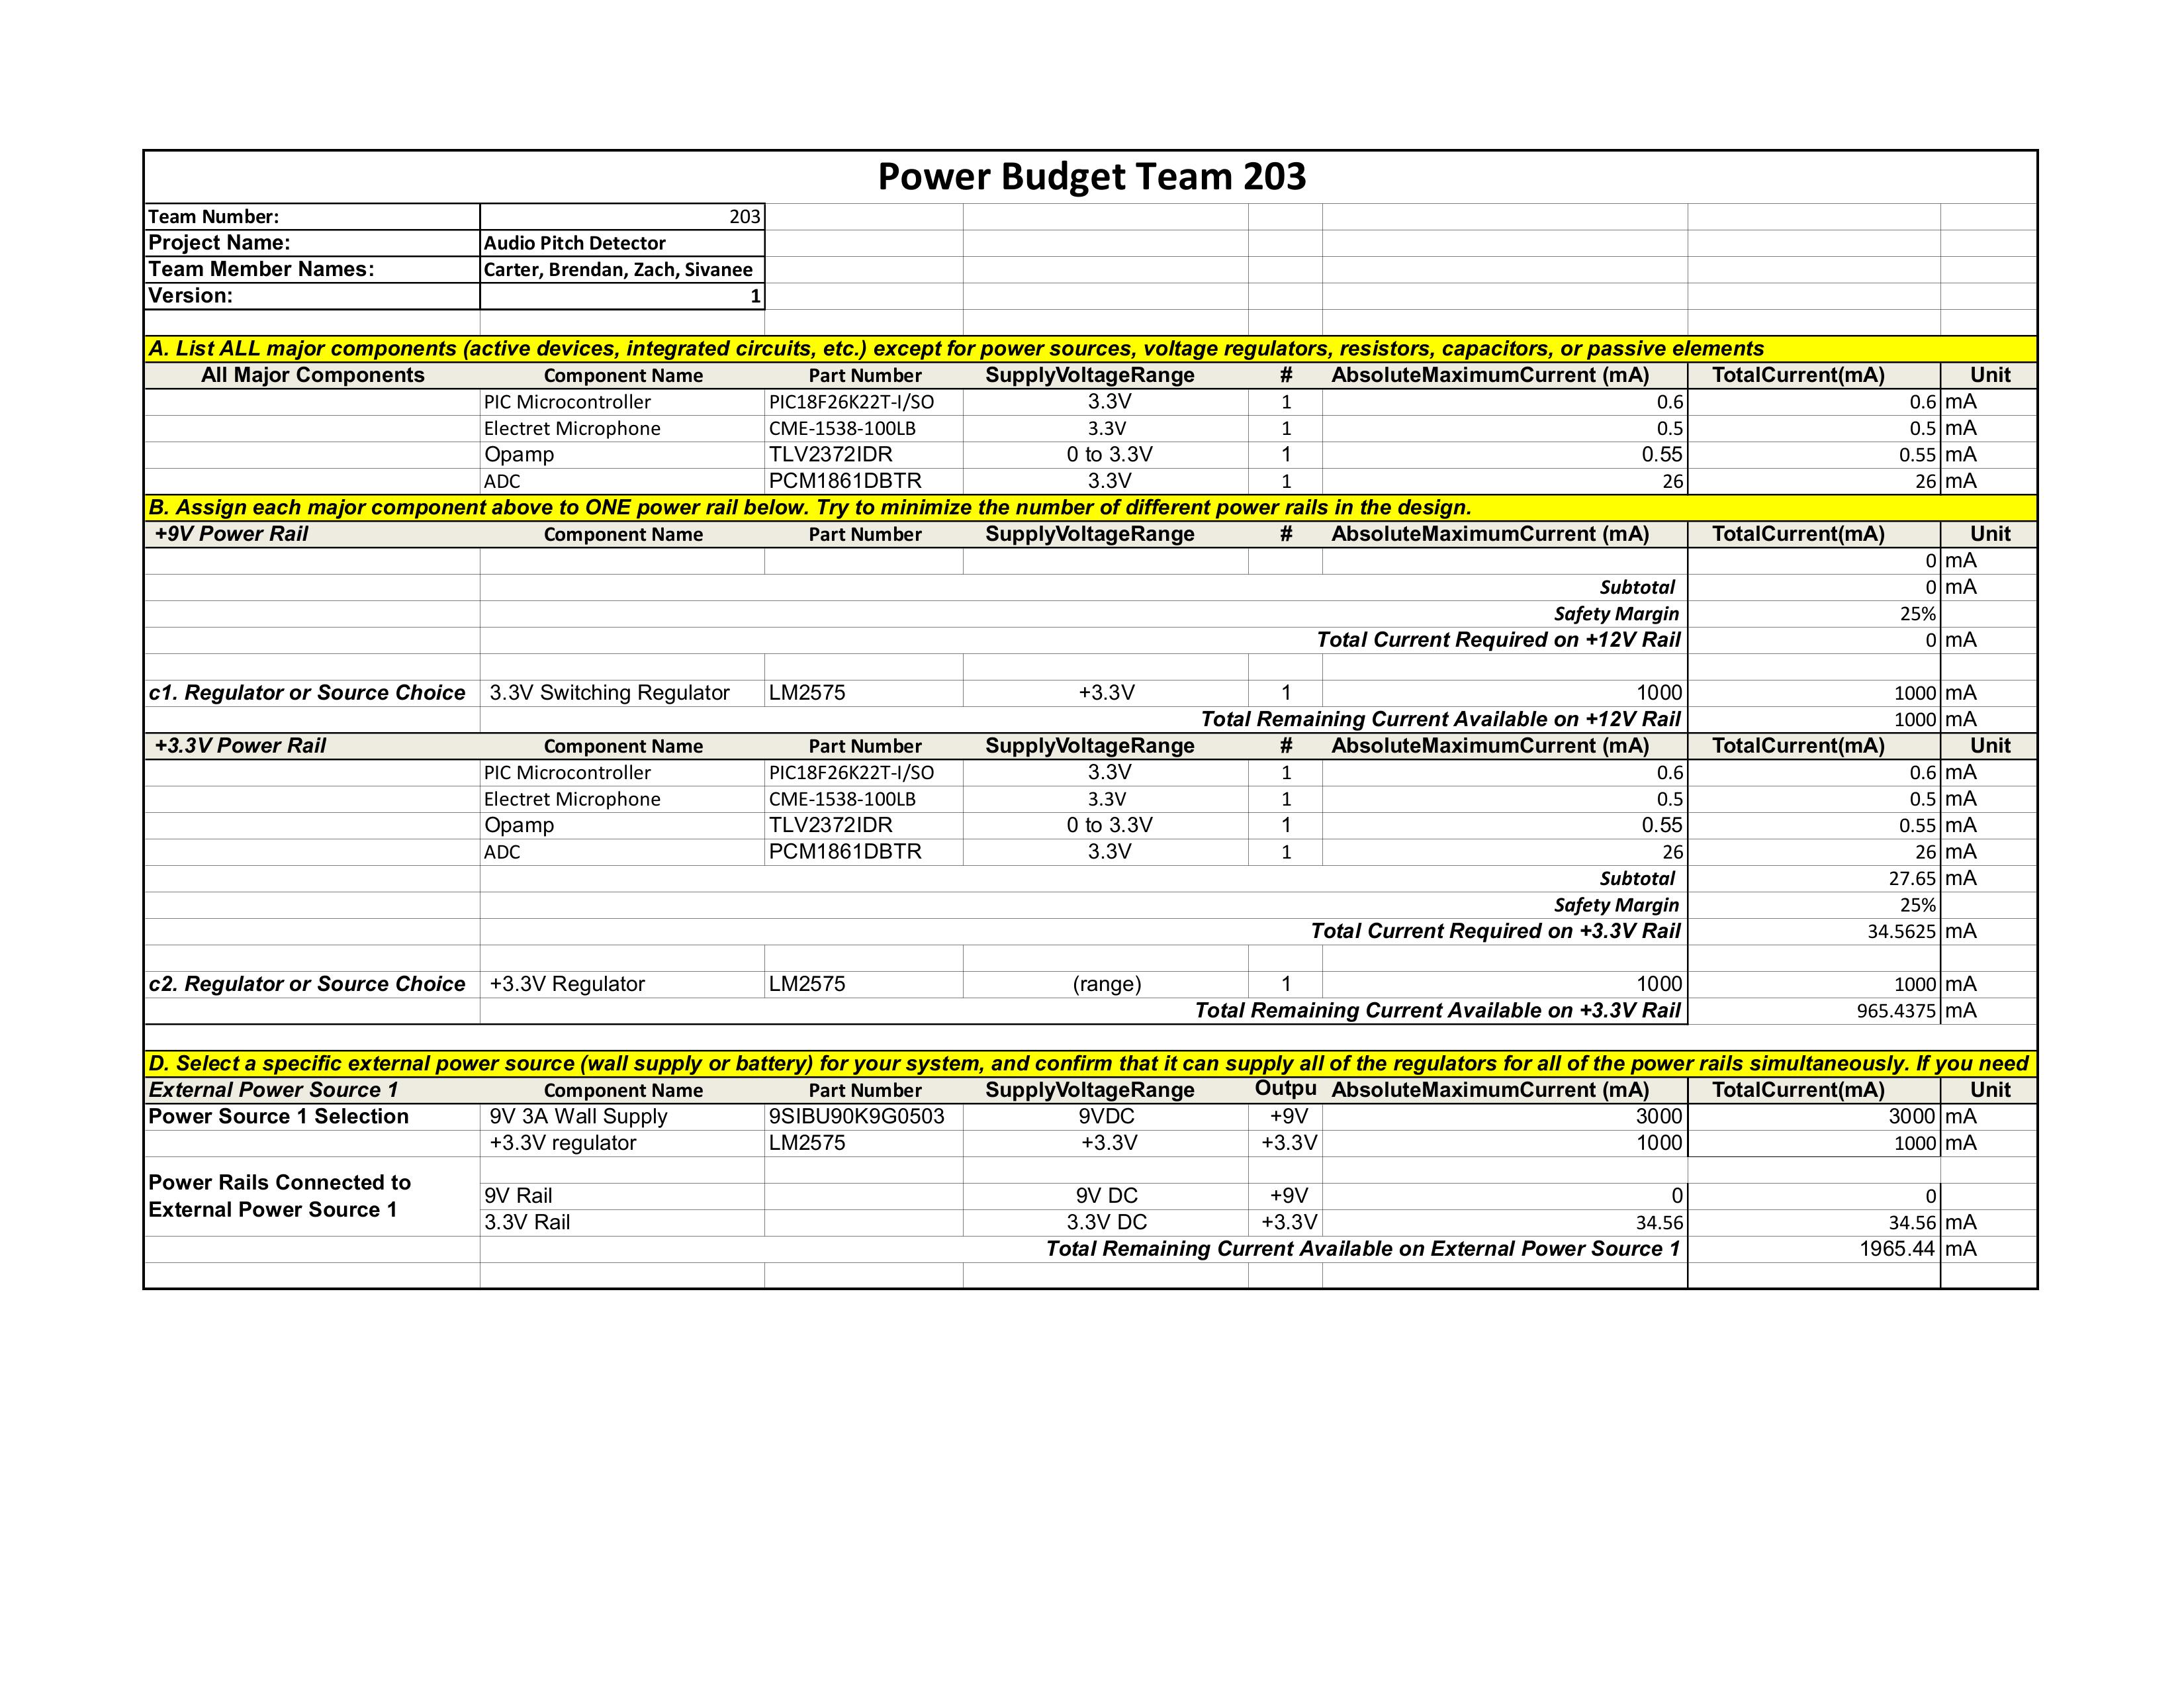 Power Budget Team 203
Team Number: 203
Project Name: Audio Pitch Detector
Team Member Names: Carter, Brendan, Zach, Sivanee
Version: 1
A. List ALL major components (active devices, integrated circuits, etc.) except for power sources, voltage regulators, resistors, capacitors, or passive elements
All Major Components Component Name Part Number SupplyVoltageRange # AbsoluteMaximumCurrent (mA) TotalCurrent(mA) Unit
PIC Microcontroller PIC18F26K22T-I/SO 3.3V 1 0.6 0.6 mA
Electret Microphone CME-1538-100LB 3.3V 1 0.5 0.5 mA
Opamp TLV2372IDR 0 to 3.3V 1 0.55 0.55 mA
ADC PCM1861DBTR 3.3V 1 26 26 mA
B. Assign each major component above to ONE power rail below. Try to minimize the number of different power rails in the design.
+9V Power Rail Component Name Part Number SupplyVoltageRange # AbsoluteMaximumCurrent (mA) TotalCurrent(mA) Unit
0 mA
Subtotal 0 mA
Safety Margin 25%
Total Current Required on +12V Rail 0 mA
c1. Regulator or Source Choice 3.3V Switching Regulator LM2575 +3.3V 1 1000 1000 mA
Total Remaining Current Available on +12V Rail 1000 mA
+3.3V Power Rail Component Name Part Number SupplyVoltageRange # AbsoluteMaximumCurrent (mA) TotalCurrent(mA) Unit
PIC Microcontroller PIC18F26K22T-I/SO 3.3V 1 0.6 0.6 mA
Electret Microphone CME-1538-100LB 3.3V 1 0.5 0.5 mA
Opamp TLV2372IDR 0 to 3.3V 1 0.55 0.55 mA
ADC PCM1861DBTR 3.3V 1 26 26 mA
Subtotal 27.65 mA
Safety Margin 25%
Total Current Required on +3.3V Rail 34.5625 mA
c2. Regulator or Source Choice +3.3V Regulator LM2575 (range) 1 1000 1000 mA
Total Remaining Current Available on +3.3V Rail 965.4375 mA
D. Select a specific external power source (wall supply or battery) for your system, and confirm that it can supply all of the regulators for all of the power rails simultaneously. If you need
External Power Source 1 Component Name Part Number SupplyVoltageRange Outpu AbsoluteMaximumCurrent (mA) TotalCurrent(mA) Unit
Power Source 1 Selection 9V 3A Wall Supply 9SIBU90K9G0503 9VDC +9V 3000 3000 mA
+3.3V regulator LM2575 +3.3V +3.3V 1000 1000 mA
Power Rails Connected to
External Power Source 1
9V Rail 9V DC +9V 0 0
3.3V Rail 3.3V DC +3.3V 34.56 34.56 mA
Total Remaining Current Available on External Power Source 1 1965.44 mA